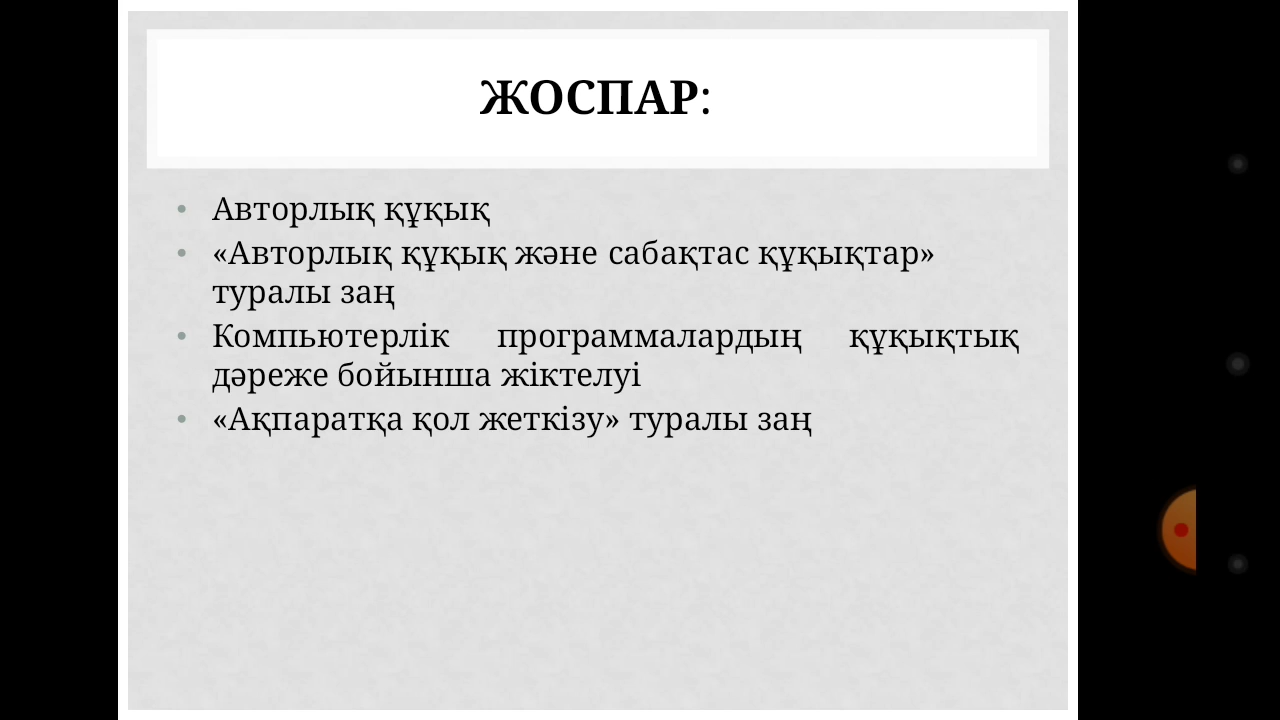 ЖОСПАР:
• Авторлық құқық
• «Авторлық құқық және сабақтас құқықтар»
туралы заң
• Компьютерлік программалардың құқықтық
дәреже бойынша жіктелуі
• «Ақпаратқа қол жеткізу» туралы заң